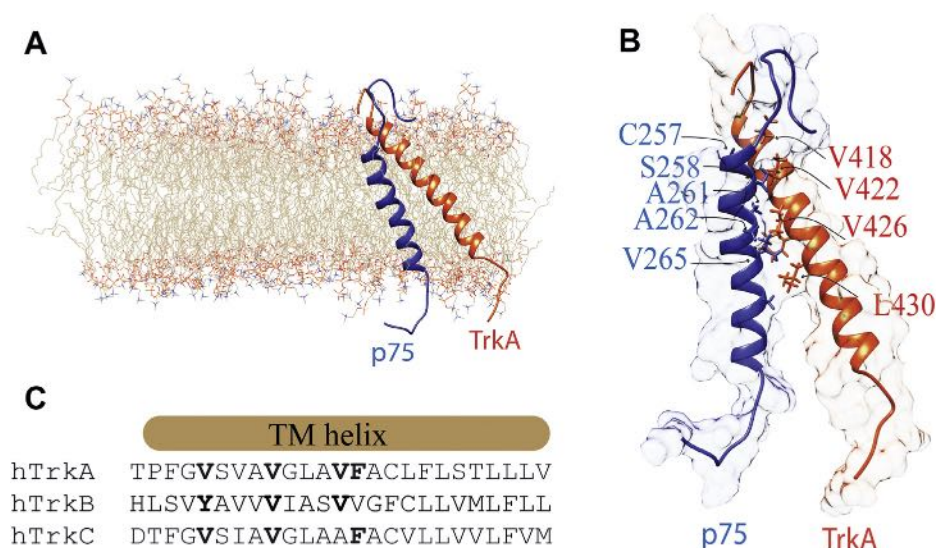 A
p75
TrkA
B
C257
S258
A261
A262
V265
V418
V422
V426
L430
p75
TrkA
C
TM helix
hTrkA TPFGVSVAVGLAVFACLFLSTLLLV
hTrkB HLSVYAVVVIASVVGFCLLVMLFLL
hTrkC DTFGVSIAVGLAAFACVLLVVLFVM